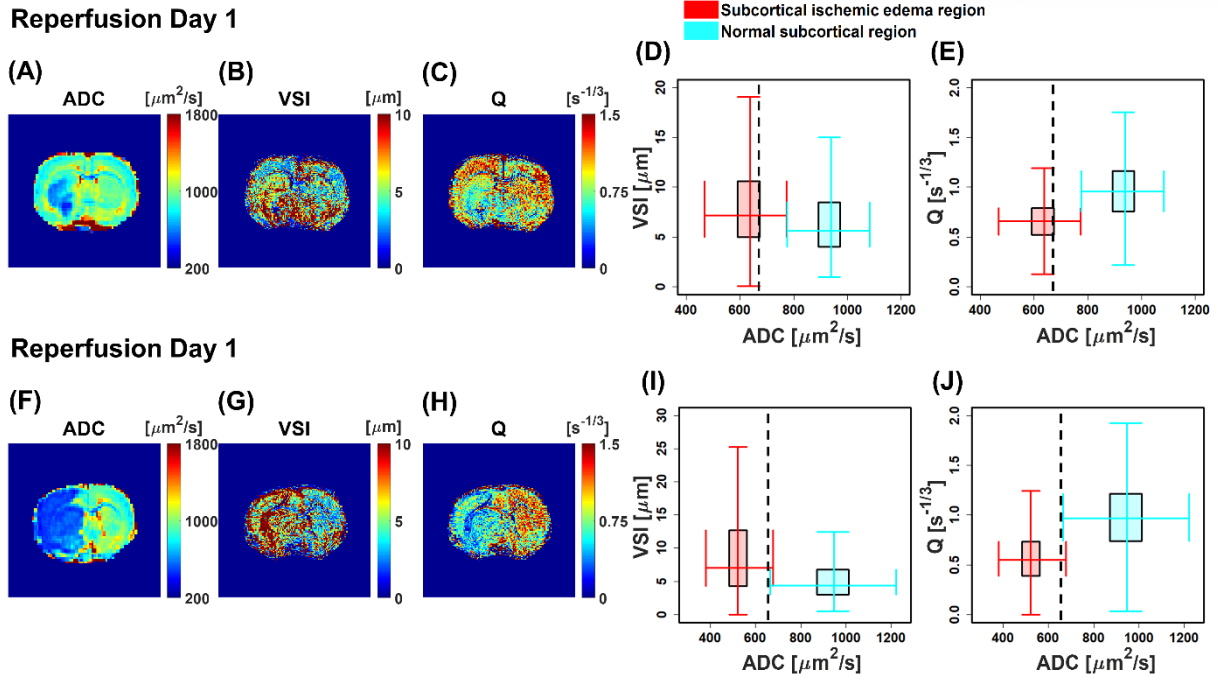 Subcortical ischemic edema region
Normal subcortical region
Reperfusion Day 1
(A) (B) (C) (D) (E)
ADC [μm²/s] VSI [μm] Q [s⁻¹/³]
1800 10 1.5
1000 5 0.75
200 0 0
VSI [μm]
20
15
10
5
0
400 600 800 1000 1200
ADC [μm²/s]
Q [s⁻¹/³]
2.0
1.5
1.0
0.5
0.0
400 600 800 1000 1200
ADC [μm²/s]
Reperfusion Day 1
(F) (G) (H) (I) (J)
ADC [μm²/s] VSI [μm] Q [s⁻¹/³]
1800 10 1.5
1000 5 0.75
200 0 0
VSI [μm]
30
25
20
15
10
5
0
400 600 800 1000 1200
ADC [μm²/s]
Q [s⁻¹/³]
2.0
1.5
1.0
0.5
0.0
400 600 800 1000 1200
ADC [μm²/s]